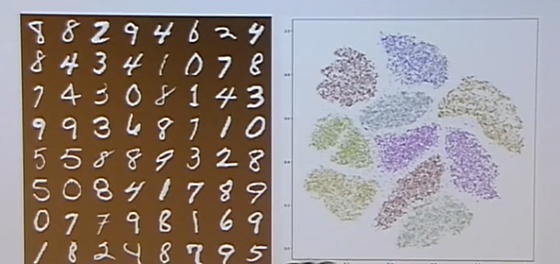 8 8 2 9 4 6 2 4
8 4 3 4 1 0 7 8
7 4 3 0 8 1 4 3
9 9 3 6 8 7 1 0
5 5 8 8 9 3 2 8
5 0 8 4 1 7 8 9
0 7 7 9 8 1 6 9
1 8 2 4 8 7 9 5